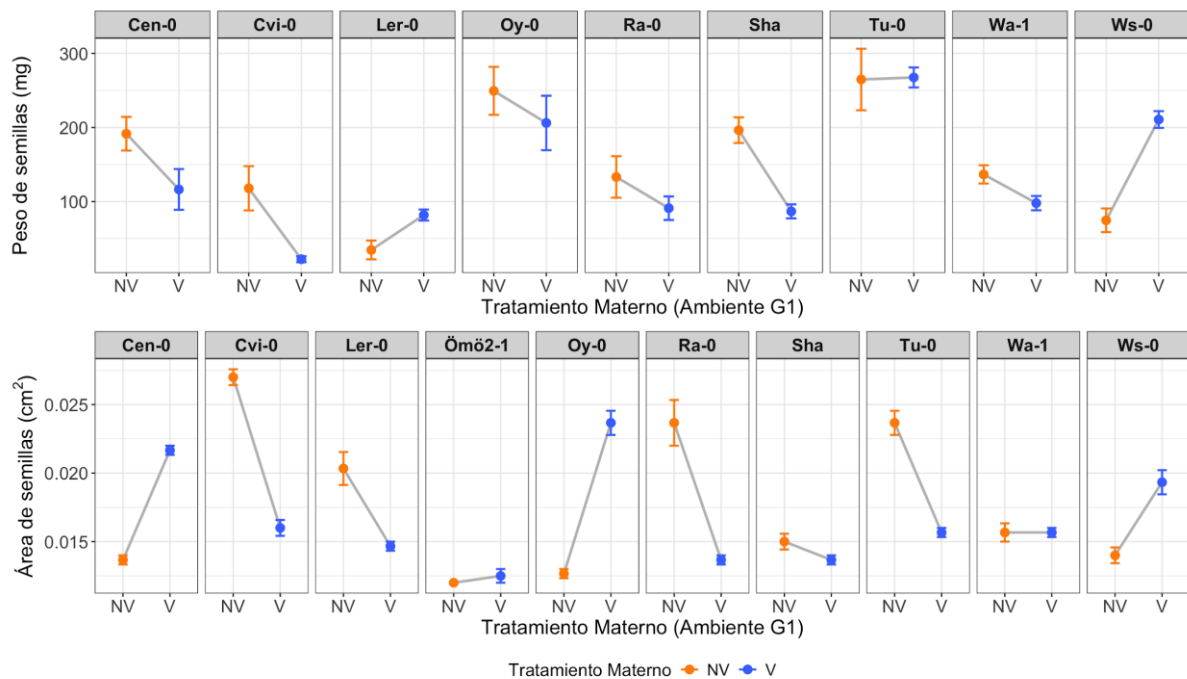 Cen-0 Cvi-0 Ler-0 Oy-0 Ra-0 Sha Tu-0 Wa-1 Ws-0
Peso de semillas (mg)
300
200
100
NV V NV V NV V NV V NV V NV V NV V NV V NV V
Tratamiento Materno (Ambiente G1)
Cen-0 Cvi-0 Ler-0 Ömö2-1 Oy-0 Ra-0 Sha Tu-0 Wa-1 Ws-0
Área de semillas (cm²)
0.025
0.020
0.015
NV V NV V NV V NV V NV V NV V NV V NV V NV V NV V
Tratamiento Materno (Ambiente G1)
Tratamiento Materno NV V